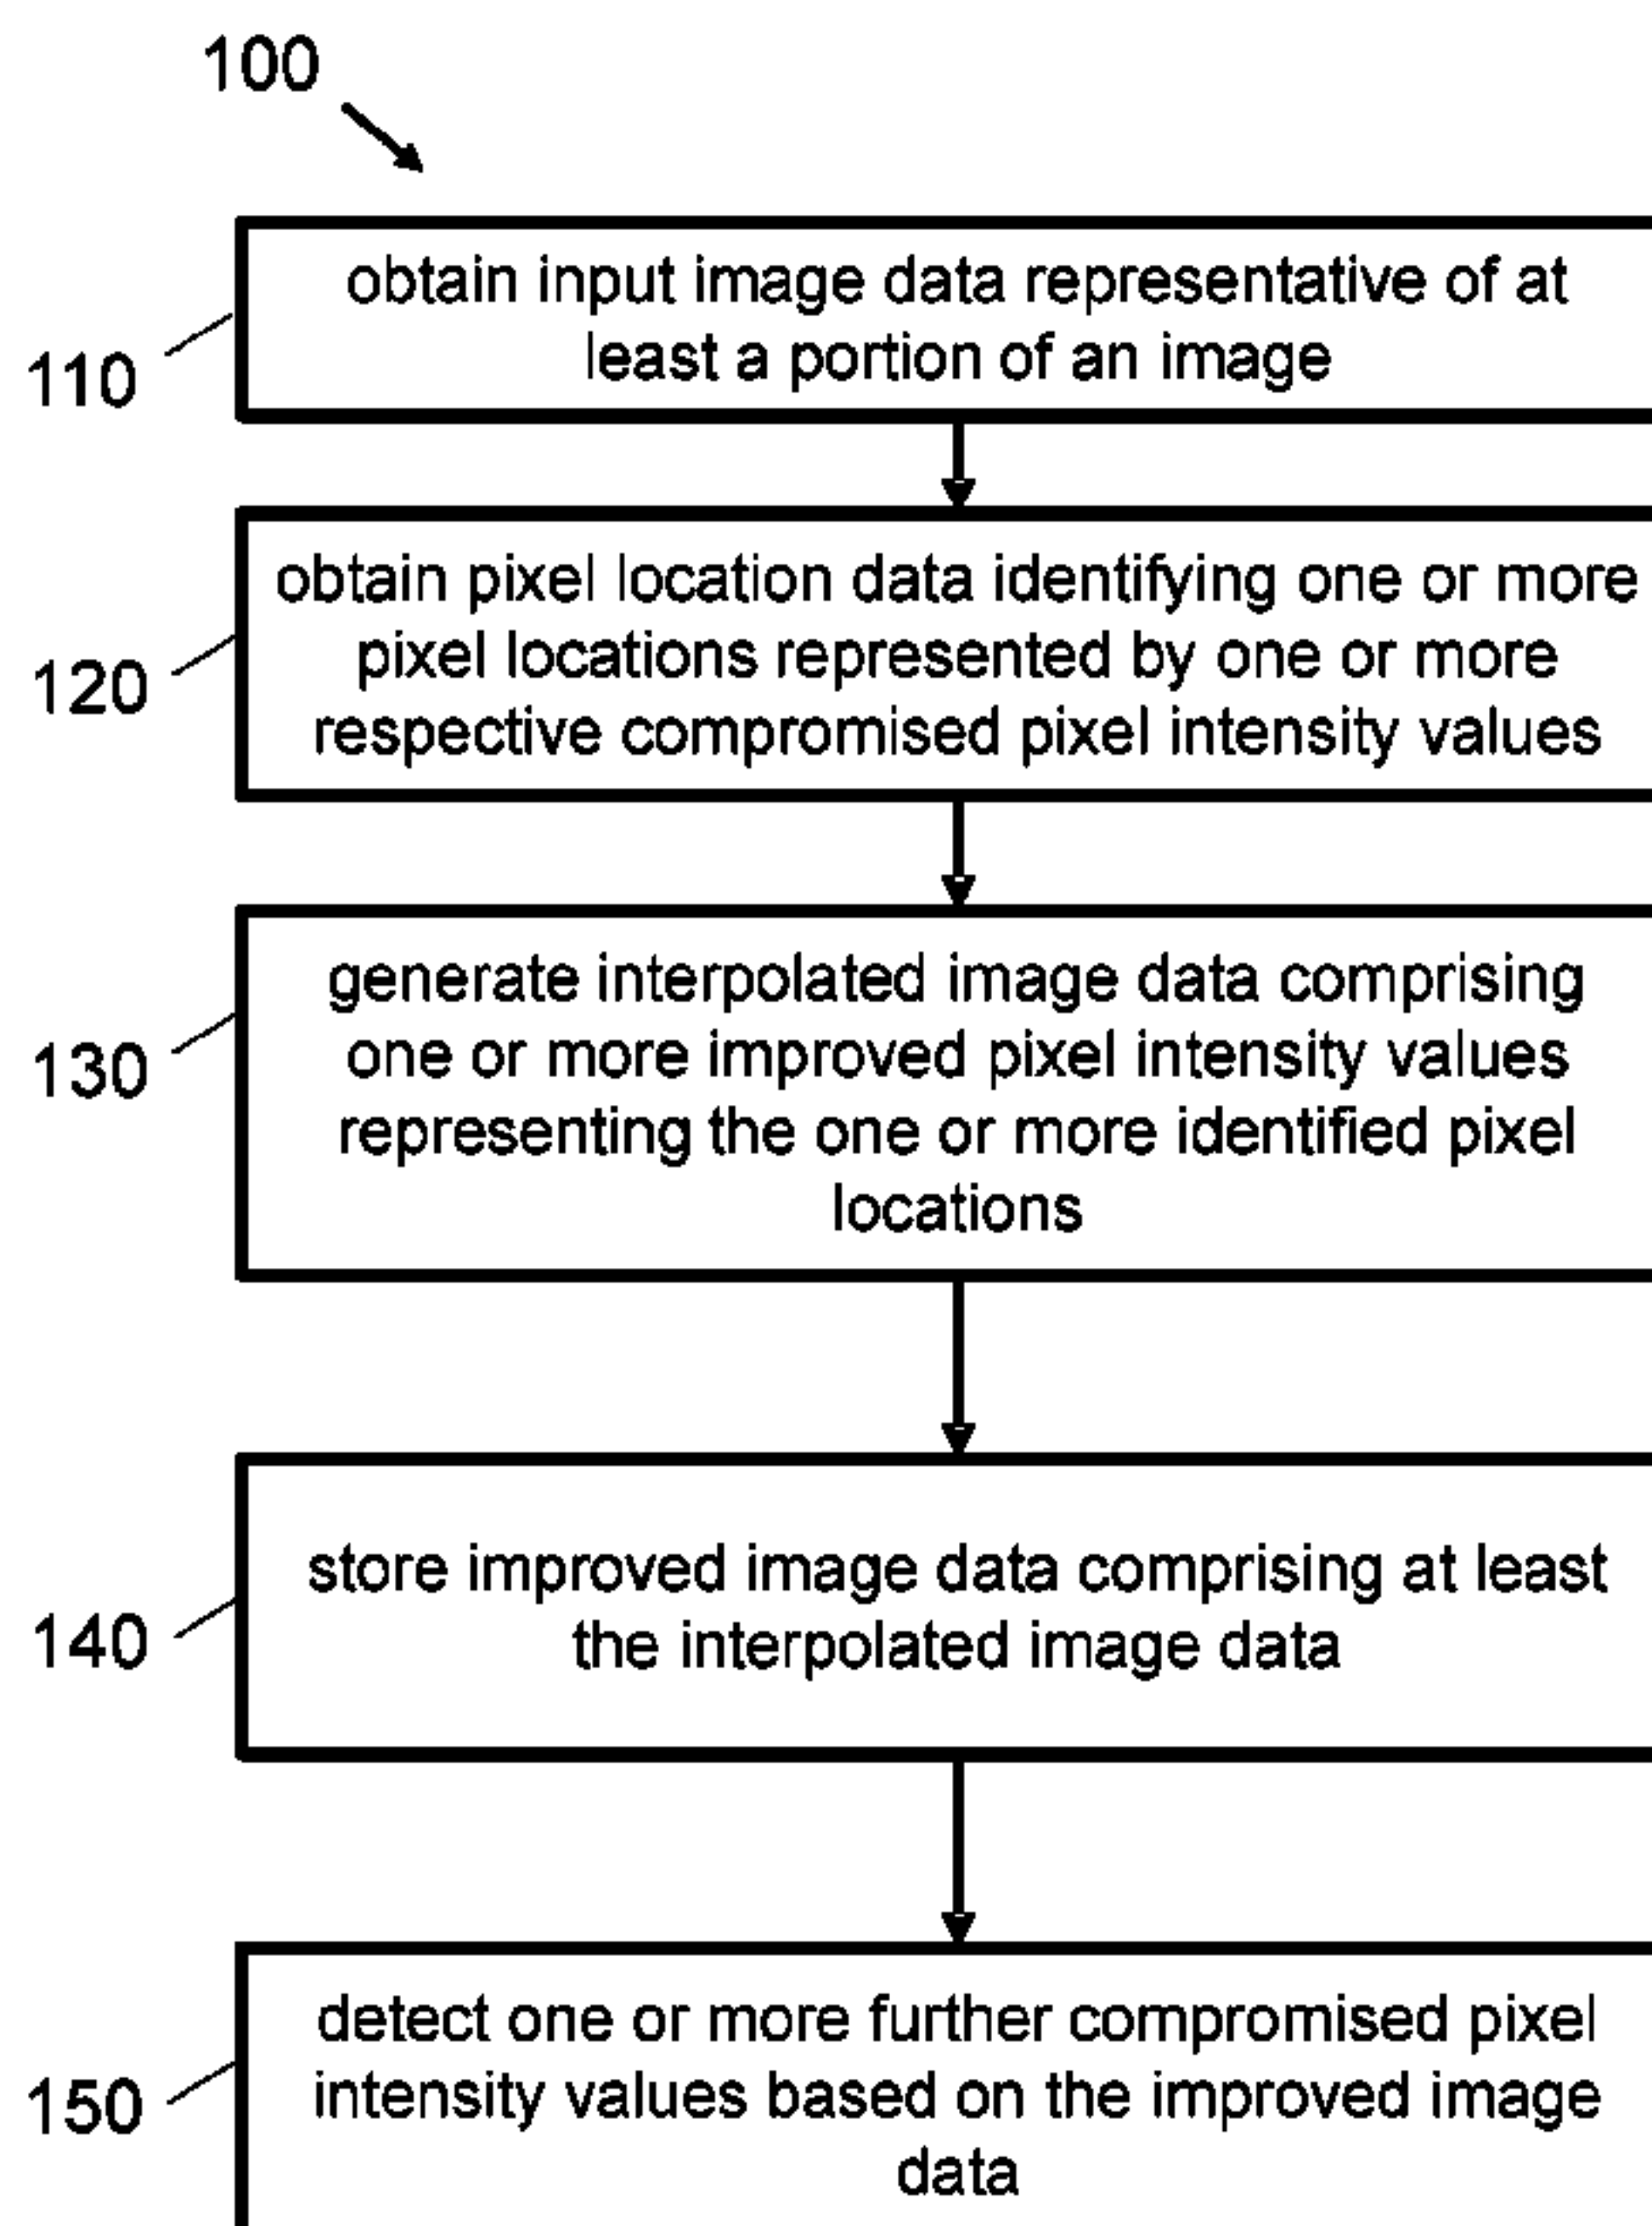 100
110
obtain input image data representative of at
least a portion of an image
120
obtain pixel location data identifying one or more
pixel locations represented by one or more
respective compromised pixel intensity values
130
generate interpolated image data comprising
one or more improved pixel intensity values
representing the one or more identified pixel
locations
140
store improved image data comprising at least
the interpolated image data
150
detect one or more further compromised pixel
intensity values based on the improved image
data